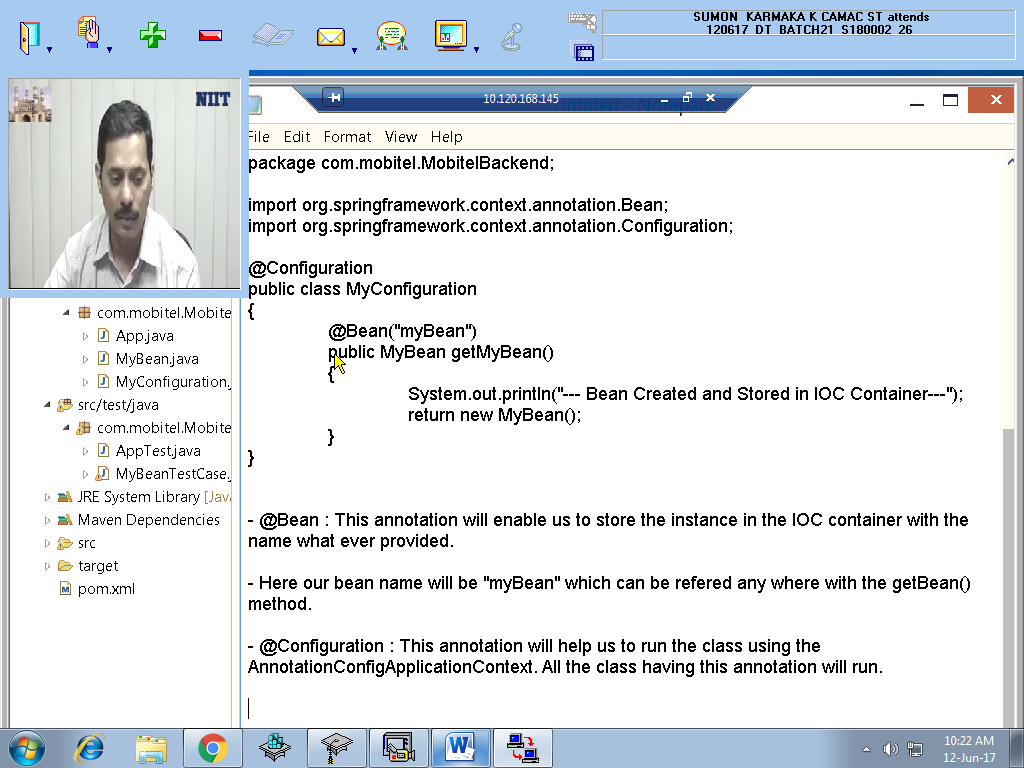 SUMON KARMAKA K CAMAC ST attends
120617 DT BATCH21 S180002 26
NIIT
10.120.168.145
Untitled - Notepad
File Edit Format View Help
package com.mobitel.MobitelBackend;
import org.springframework.context.annotation.Bean;
import org.springframework.context.annotation.Configuration;
@Configuration
public class MyConfiguration
{
@Bean("myBean")
public MyBean getMyBean()
{
System.out.println("--- Bean Created and Stored in IOC Container---");
return new MyBean();
}
}
- @Bean : This annotation will enable us to store the instance in the IOC container with the
name what ever provided.
- Here our bean name will be "myBean" which can be refered any where with the getBean()
method.
- @Configuration : This annotation will help us to run the class using the
AnnotationConfigApplicationContext. All the class having this annotation will run.
com.mobitel.Mobite
App.java
MyBean.java
MyConfiguration.
src/test/java
com.mobitel.Mobite
AppTest.java
MyBeanTestCase.
JRE System Library [Java
Maven Dependencies
src
target
pom.xml
10:22 AM
12-Jun-17